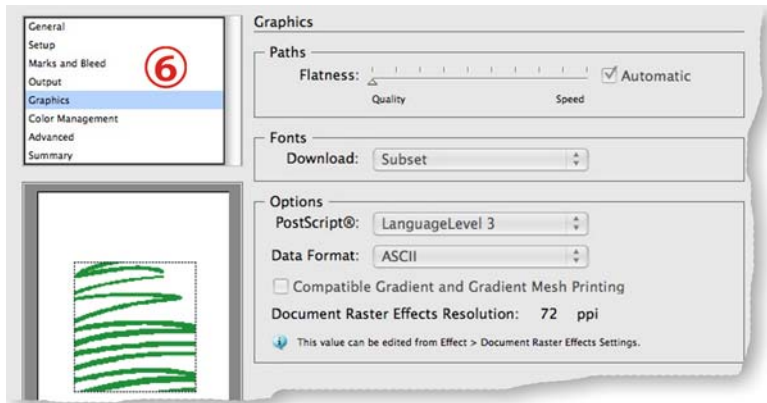 General
Setup
Marks and Bleed
Output
Graphics
Color Management
Advanced
Summary
6
Graphics
Paths
Flatness:
Automatic
Quality
Speed
Fonts
Download: Subset
Options
PostScript®: LanguageLevel 3
Data Format: ASCII
Compatible Gradient and Gradient Mesh Printing
Document Raster Effects Resolution: 72 ppi
This value can be edited from Effect > Document Raster Effects Settings.